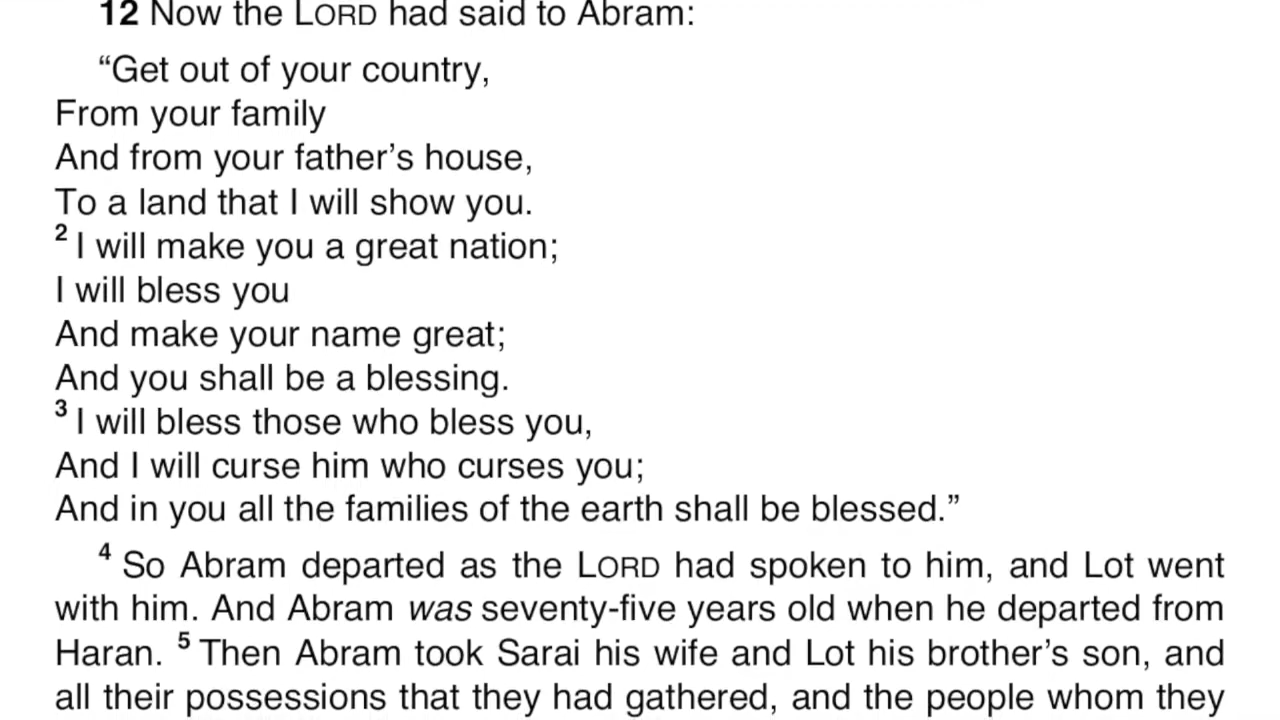 12 Now the LORD had said to Abram:
“Get out of your country,
From your family
And from your father’s house,
To a land that I will show you.
2 I will make you a great nation;
I will bless you
And make your name great;
And you shall be a blessing.
3 I will bless those who bless you,
And I will curse him who curses you;
And in you all the families of the earth shall be blessed.”
4 So Abram departed as the LORD had spoken to him, and Lot went
with him. And Abram was seventy-five years old when he departed from
Haran. 5 Then Abram took Sarai his wife and Lot his brother’s son, and
all their possessions that they had gathered, and the people whom they